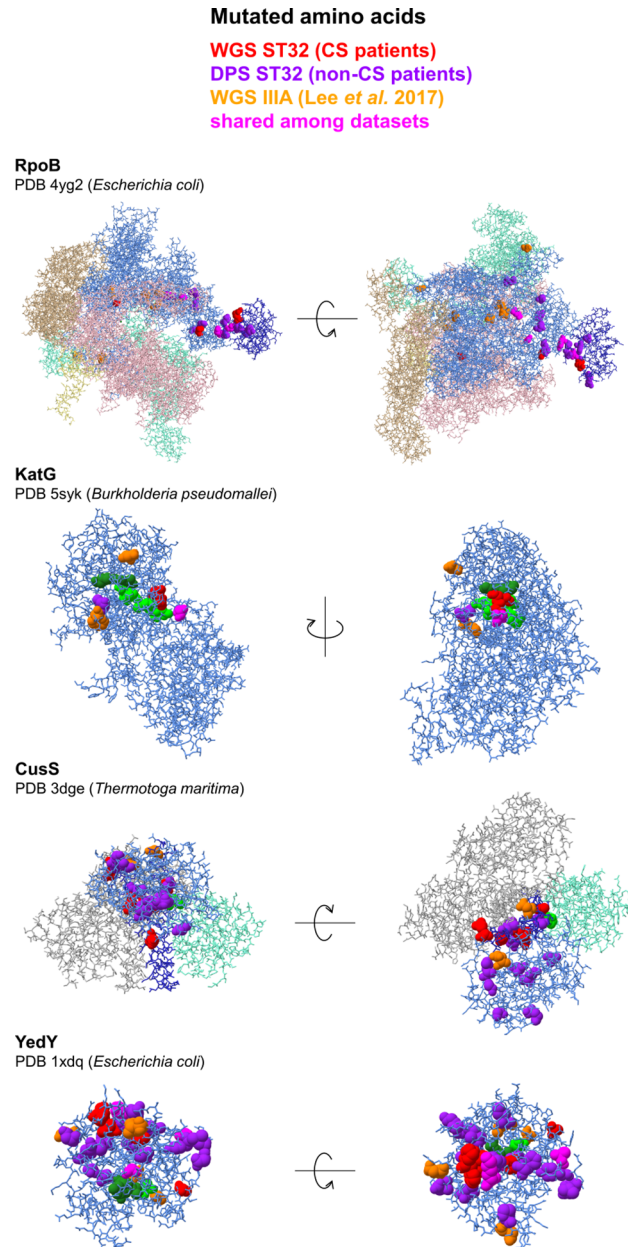 Mutated amino acids
WGS ST32 (CS patients)
DPS ST32 (non-CS patients)
WGS IIIA (Lee et al. 2017)
shared among datasets
RpoB
PDB 4yg2 (Escherichia coli)
KatG
PDB 5syk (Burkholderia pseudomallei)
CusS
PDB 3dge (Thermotoga maritima)
YedY
PDB 1xdq (Escherichia coli)